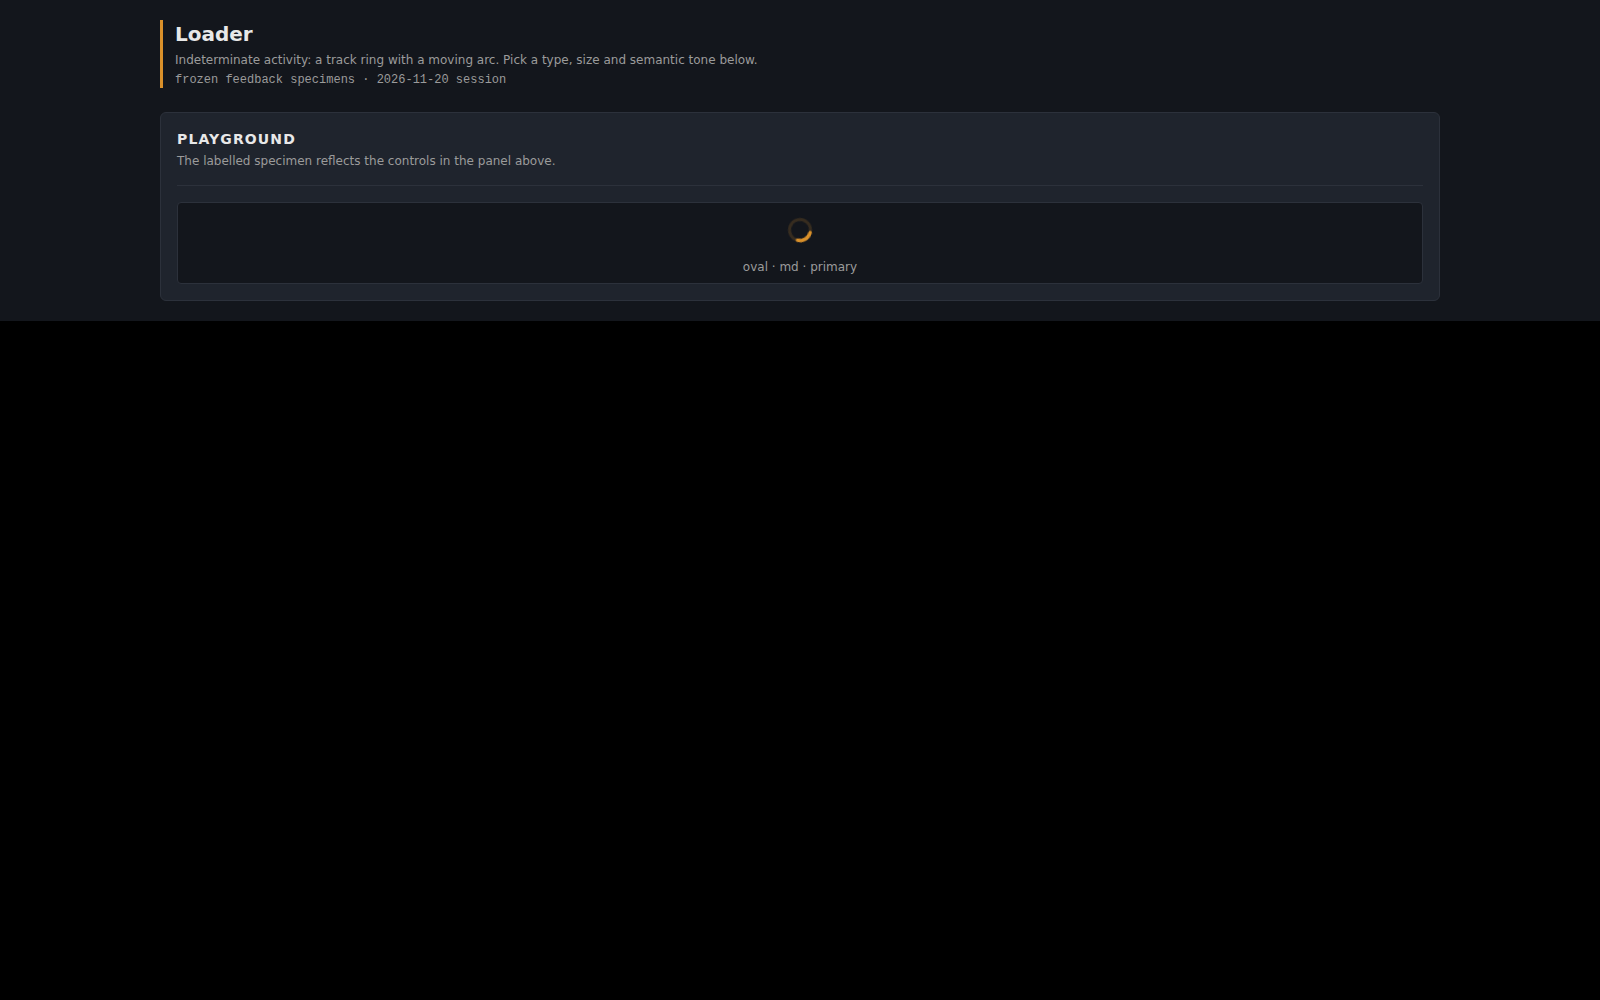 Loader
Indeterminate activity: a track ring with a moving arc. Pick a type, size and semantic tone below.
frozen feedback specimens · 2026-11-20 session
PLAYGROUND
The labelled specimen reflects the controls in the panel above.
oval · md · primary